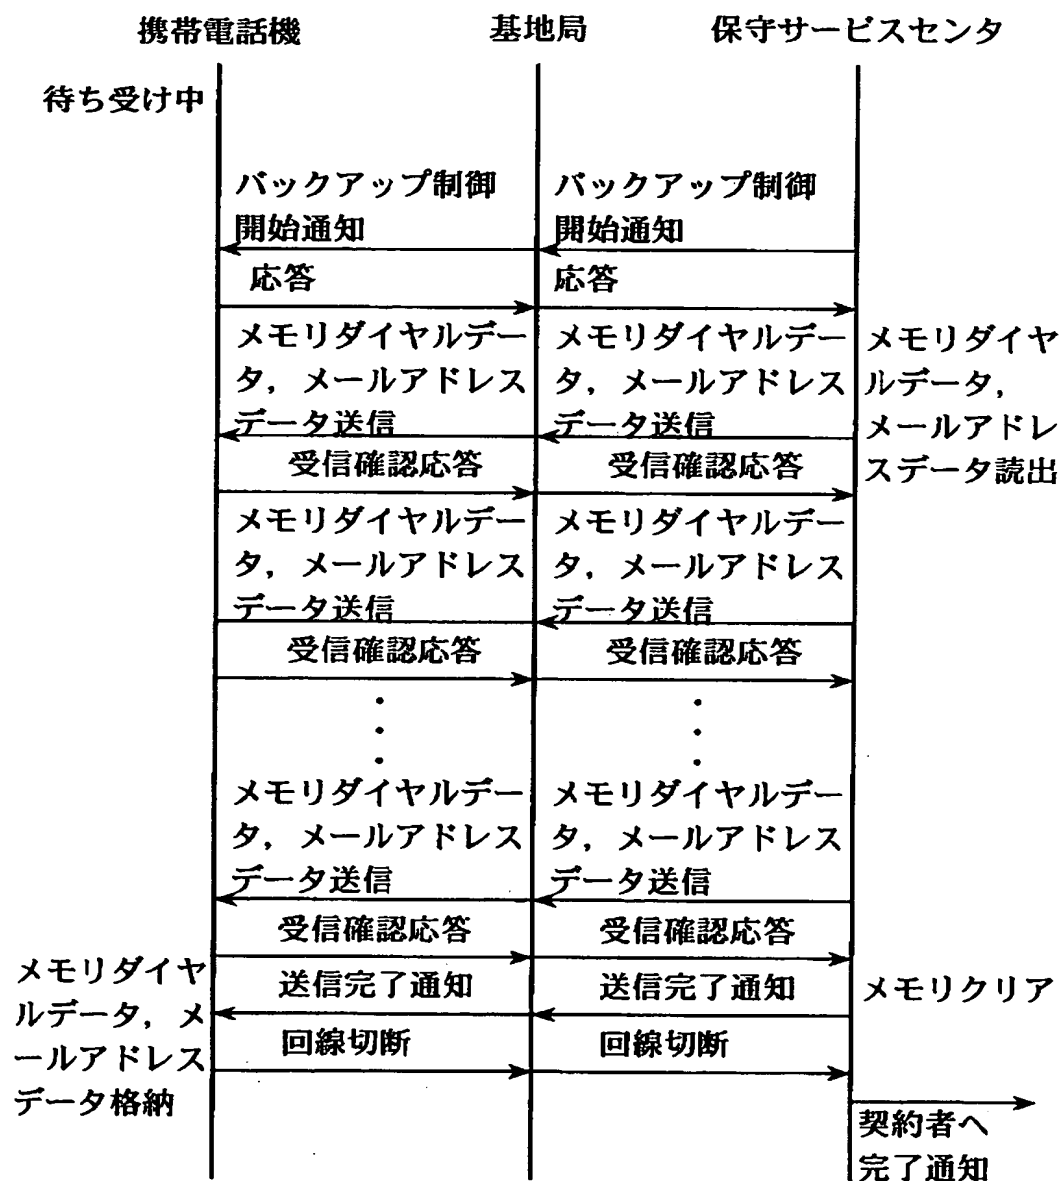 携帯電話機 基地局 保守サービスセンタ
待ち受け中
バックアップ制御 バックアップ制御
開始通知 開始通知
応答 応答
メモリダイヤルデー メモリダイヤルデー メモリダイヤ
タ，メールアドレス タ，メールアドレス ルデータ，
データ送信 データ送信 メールアドレ
受信確認応答 受信確認応答 スデータ読出
メモリダイヤルデー メモリダイヤルデー
タ，メールアドレス タ，メールアドレス
データ送信 データ送信
受信確認応答 受信確認応答
メモリダイヤルデー メモリダイヤルデー
タ，メールアドレス タ，メールアドレス
データ送信 データ送信
受信確認応答 受信確認応答
メモリダイヤ 送信完了通知 送信完了通知 メモリクリア
ルデータ，メ
ールアドレス 回線切断 回線切断
データ格納
契約者へ
完了通知